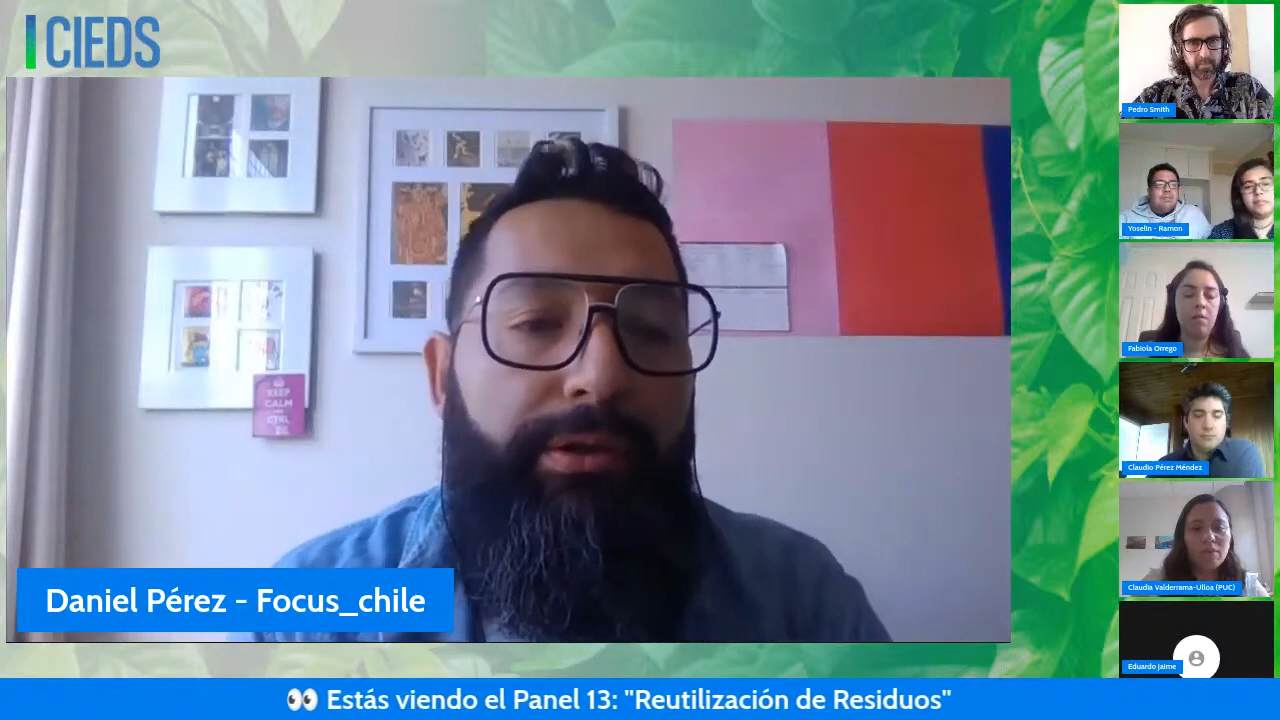 CIEDS
KEEP
CALM
AND
CTRL
Daniel Pérez - Focus_chile
Pedro Smith
Yoselin - Ramon
Fabiola Orrego
Claudio Pérez Méndez
Claudia Valderrama-Ulloa (PUC)
Eduardo jaime
👀 Estás viendo el Panel 13: "Reutilización de Residuos"